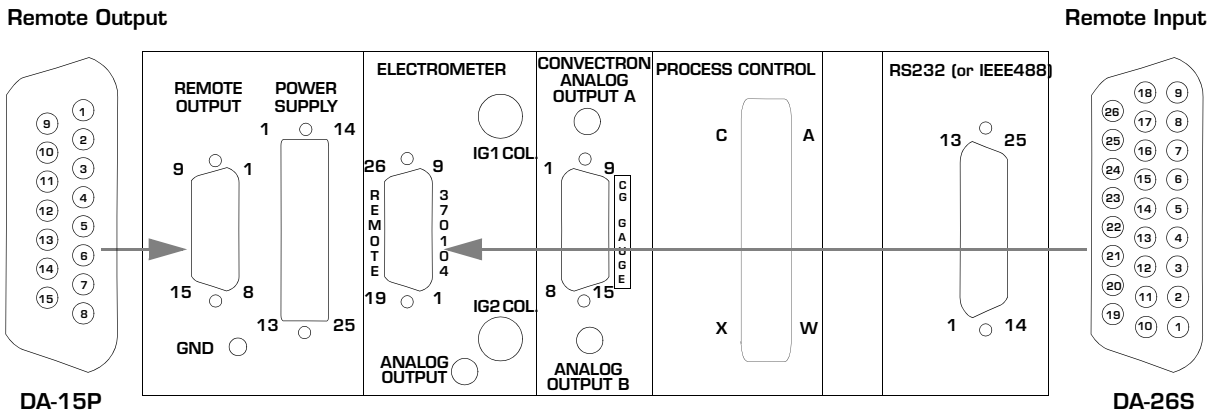 Remote Output
Remote Input
1
2
3
4
5
6
7
8
9
10
11
12
13
14
15
DA-15P
REMOTE
OUTPUT
9 1
15 8
GND
POWER
SUPPLY
1 14
13 25
ELECTROMETER
IG1 COL.
26 9
REMOTE
370104
19 1
IG2 COL.
ANALOG
OUTPUT
CONVECTRON
ANALOG
OUTPUT A
1 9
CG GAUGE
8 15
ANALOG
OUTPUT B
PROCESS CONTROL
C A
X W
RS232 (or IEEE488)
13 25
1 14
18 9
26
17 8
25
16 7
24
15 6
23
14 5
22
13 4
21
12 3
20
11 2
19
10 1
DA-26S